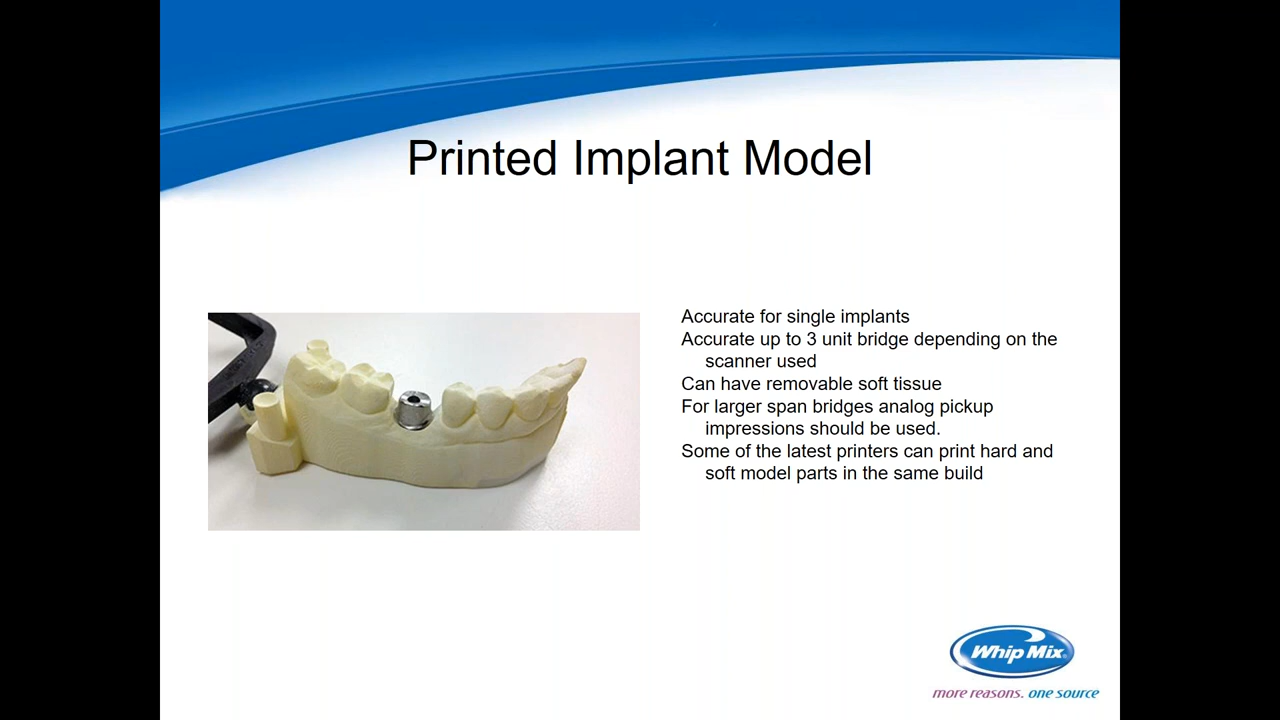 Printed Implant Model
Accurate for single implants
Accurate up to 3 unit bridge depending on the
scanner used
Can have removable soft tissue
For larger span bridges analog pickup
impressions should be used.
Some of the latest printers can print hard and
soft model parts in the same build
Whip Mix®
more reasons. one source